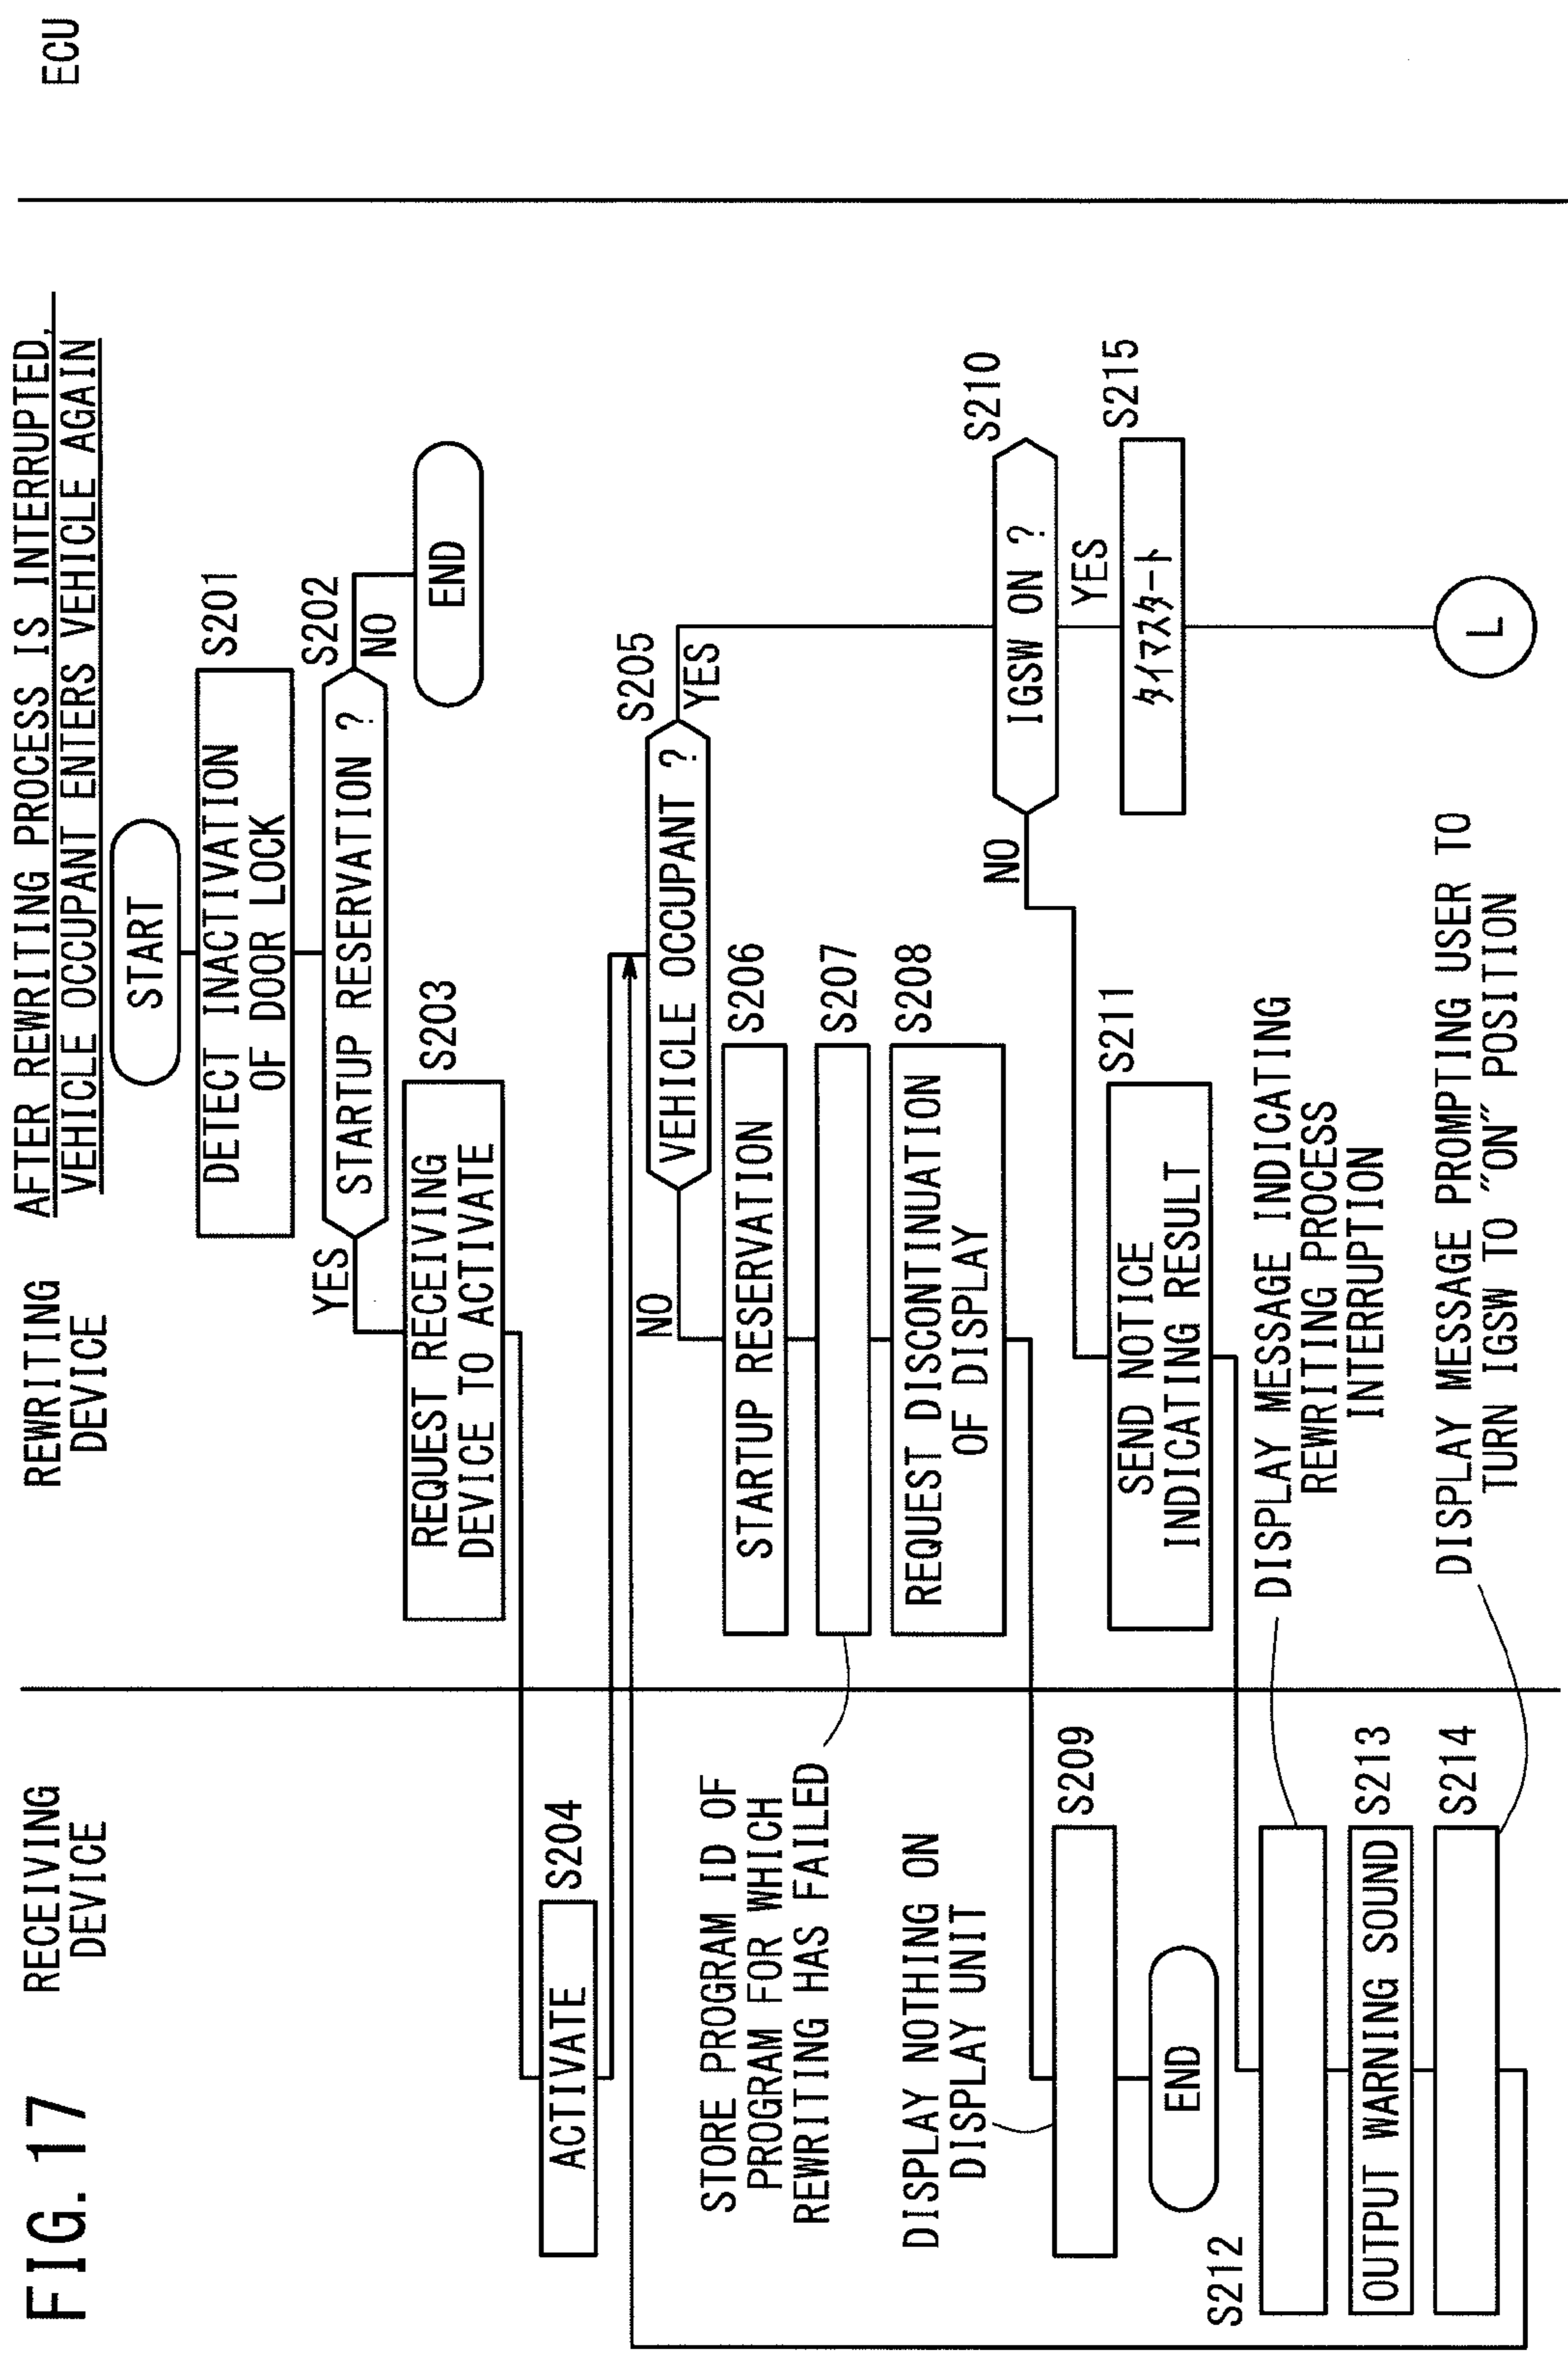 FIG. 17
RECEIVING
DEVICE
REWRITING
DEVICE
ECU
AFTER REWRITING PROCESS IS INTERRUPTED,
VEHICLE OCCUPANT ENTERS VEHICLE AGAIN
START
S201
DETECT INACTIVATION
OF DOOR LOCK
S202
STARTUP RESERVATION ?
YES
NO
END
S203
REQUEST RECEIVING
DEVICE TO ACTIVATE
S204
ACTIVATE
S205
VEHICLE OCCUPANT ?
NO
YES
S206
STARTUP RESERVATION
S207
STORE PROGRAM ID OF
PROGRAM FOR WHICH
REWRITING HAS FAILED
S208
REQUEST DISCONTINUATION
OF DISPLAY
S209
DISPLAY NOTHING ON
DISPLAY UNIT
END
S210
IGSW ON ?
NO
YES
S211
SEND NOTICE
INDICATING RESULT
S215
タイマスタート
S212
DISPLAY MESSAGE INDICATING
REWRITING PROCESS
INTERRUPTION
S213
OUTPUT WARNING SOUND
S214
DISPLAY MESSAGE PROMPTING USER TO
TURN IGSW TO "ON" POSITION
L